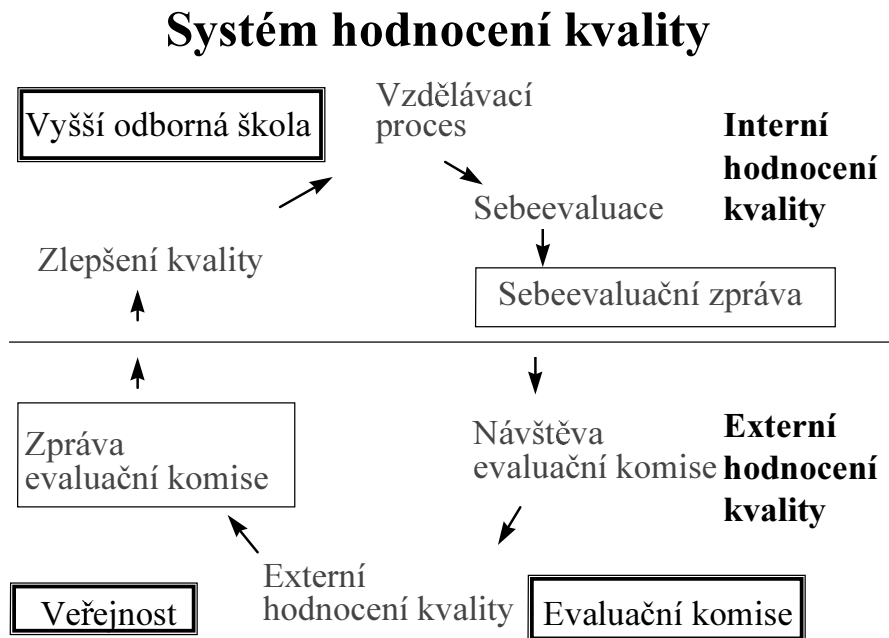 Systém hodnocení kvality
Vyšší odborná škola
Vzdělávací
proces
Interní
hodnocení
kvality
Sebeevaluace
Zlepšení kvality
Sebeevaluační zpráva
Zpráva
evaluační komise
Návštěva
evaluační komise
Externí
hodnocení
kvality
Externí
hodnocení kvality
Veřejnost
Evaluační komise